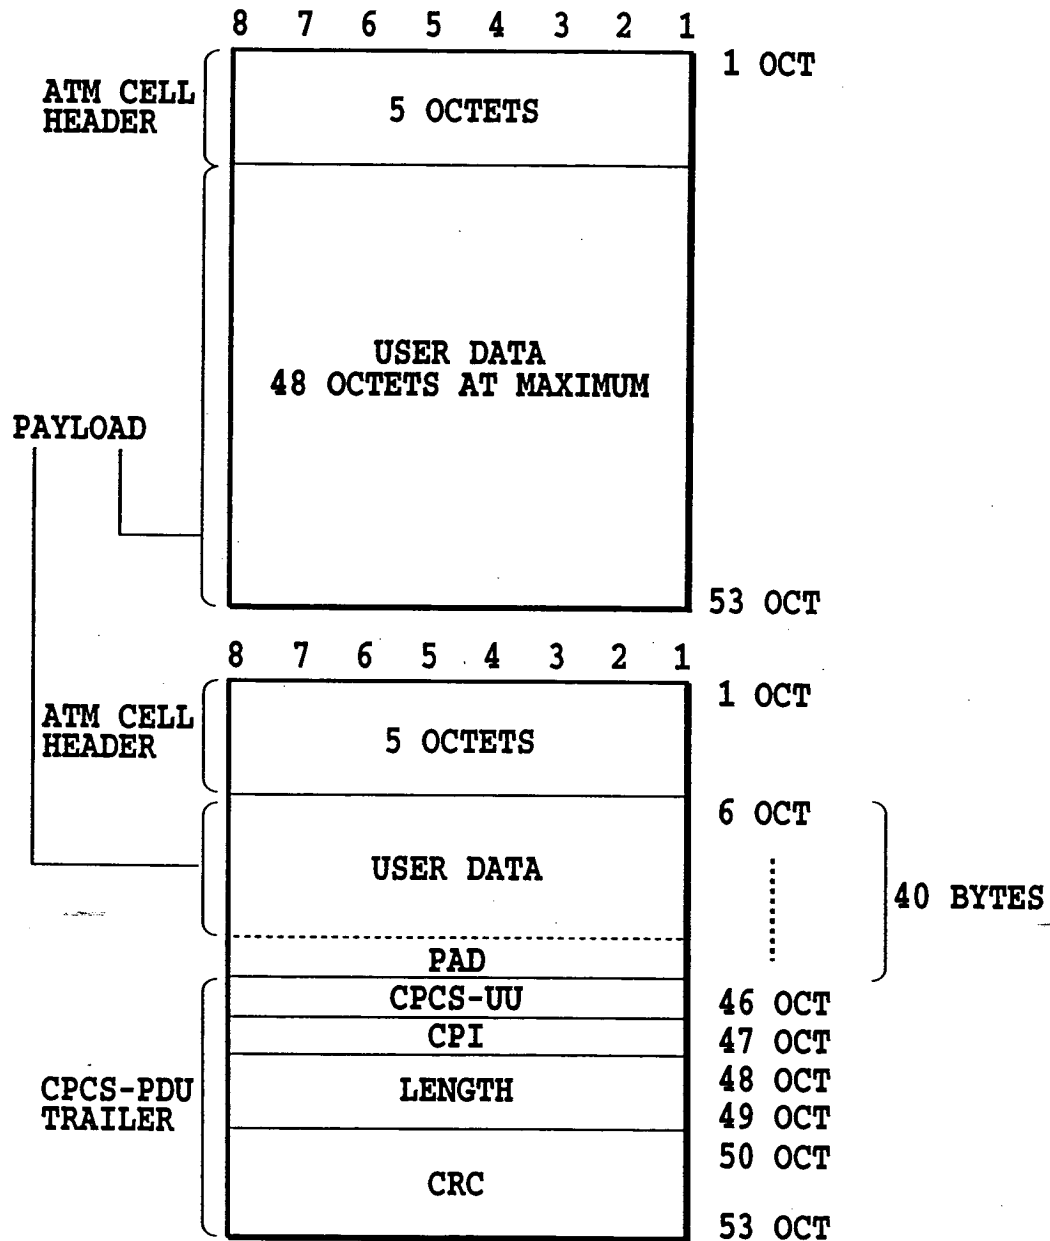 8 7 6 5 4 3 2 1
1 OCT
ATM CELL
HEADER
5 OCTETS
USER DATA
48 OCTETS AT MAXIMUM
PAYLOAD
53 OCT
8 7 6 5 4 3 2 1
1 OCT
ATM CELL
HEADER
5 OCTETS
6 OCT
USER DATA
40 BYTES
PAD
CPCS-UU
46 OCT
CPI
47 OCT
CPCS-PDU
TRAILER
LENGTH
48 OCT
49 OCT
50 OCT
CRC
53 OCT